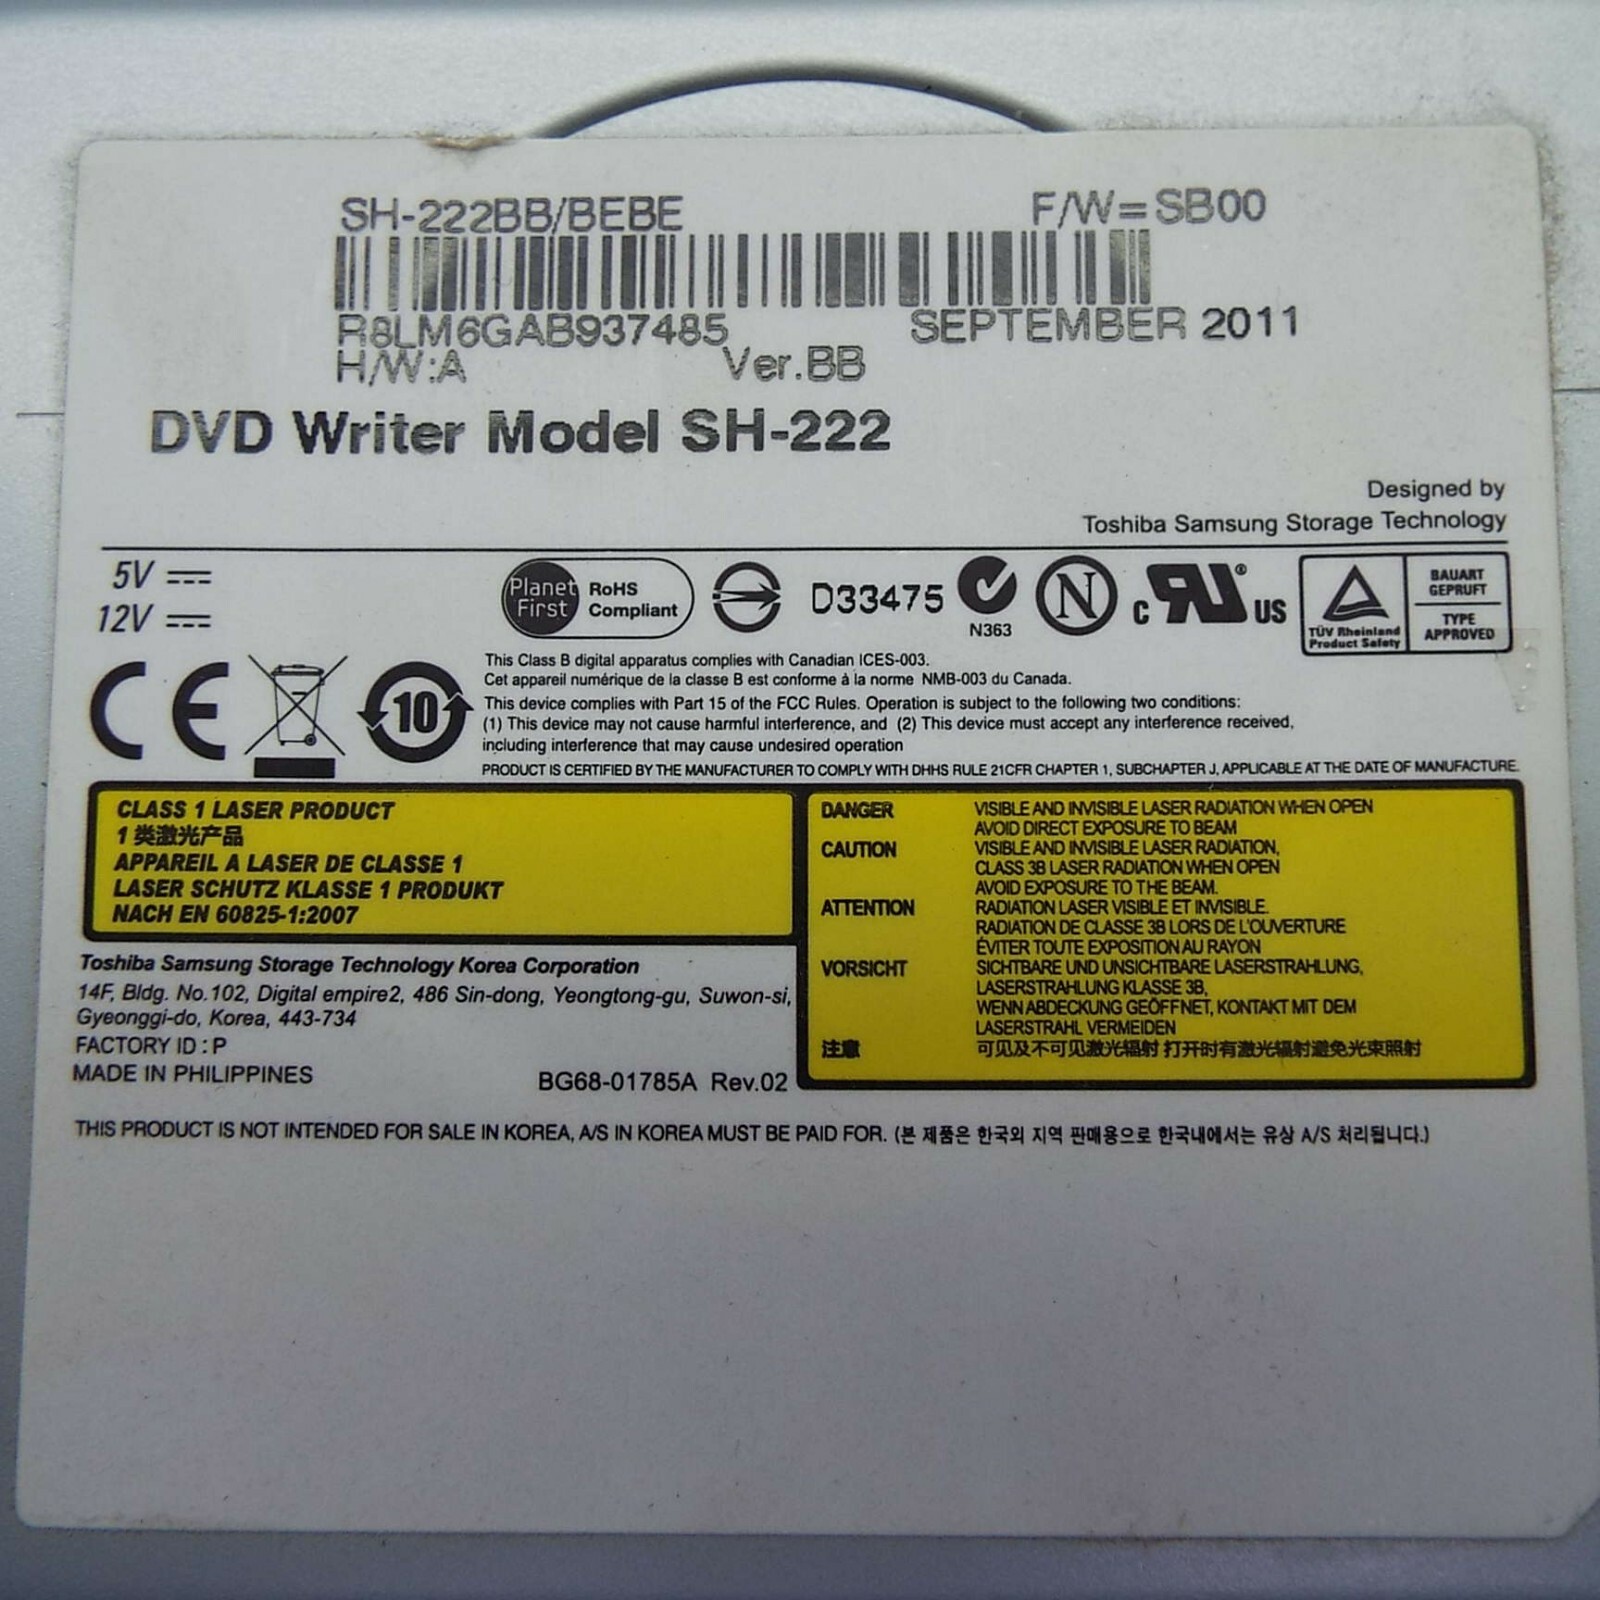 SH-222BB/BEBE F/W=SB00
R8LM6GAB937485 SEPTEMBER 2011
H/W:A Ver.BB
DVD Writer Model SH-222
Designed by
Toshiba Samsung Storage Technology
5V
12V
Planet First RoHS Compliant
D33475
N363
N
c RU ® US
TÜV Rheinland
Product Safety
BAUART
GEPRUFT
TYPE
APPROVED
CE
10
This Class B digital apparatus complies with Canadian ICES-003.
Cet appareil numérique de la classe B est conforme à la norme NMB-003 du Canada.
This device complies with Part 15 of the FCC Rules. Operation is subject to the following two conditions:
(1) This device may not cause harmful interference, and (2) This device must accept any interference received,
including interference that may cause undesired operation
PRODUCT IS CERTIFIED BY THE MANUFACTURER TO COMPLY WITH DHHS RULE 21CFR CHAPTER 1, SUBCHAPTER J, APPLICABLE AT THE DATE OF MANUFACTURE.
CLASS 1 LASER PRODUCT
1 类激光产品
APPAREIL A LASER DE CLASSE 1
LASER SCHUTZ KLASSE 1 PRODUKT
NACH EN 60825-1:2007
DANGER VISIBLE AND INVISIBLE LASER RADIATION WHEN OPEN
AVOID DIRECT EXPOSURE TO BEAM
CAUTION VISIBLE AND INVISIBLE LASER RADIATION,
CLASS 3B LASER RADIATION WHEN OPEN
AVOID EXPOSURE TO THE BEAM.
ATTENTION RADIATION LASER VISIBLE ET INVISIBLE.
RADIATION DE CLASSE 3B LORS DE L'OUVERTURE
ÉVITER TOUTE EXPOSITION AU RAYON
VORSICHT SICHTBARE UND UNSICHTBARE LASERSTRAHLUNG,
LASERSTRAHLUNG KLASSE 3B,
WENN ABDECKUNG GEÖFFNET, KONTAKT MIT DEM
LASERSTRAHL VERMEIDEN
注意 可见及不可见激光辐射 打开时有激光辐射避免光束照射
Toshiba Samsung Storage Technology Korea Corporation
14F, Bldg. No.102, Digital empire2, 486 Sin-dong, Yeongtong-gu, Suwon-si,
Gyeonggi-do, Korea, 443-734
FACTORY ID : P
MADE IN PHILIPPINES
BG68-01785A Rev.02
THIS PRODUCT IS NOT INTENDED FOR SALE IN KOREA, A/S IN KOREA MUST BE PAID FOR. (본 제품은 한국외 지역 판매용으로 한국내에서는 유상 A/S 처리됩니다.)